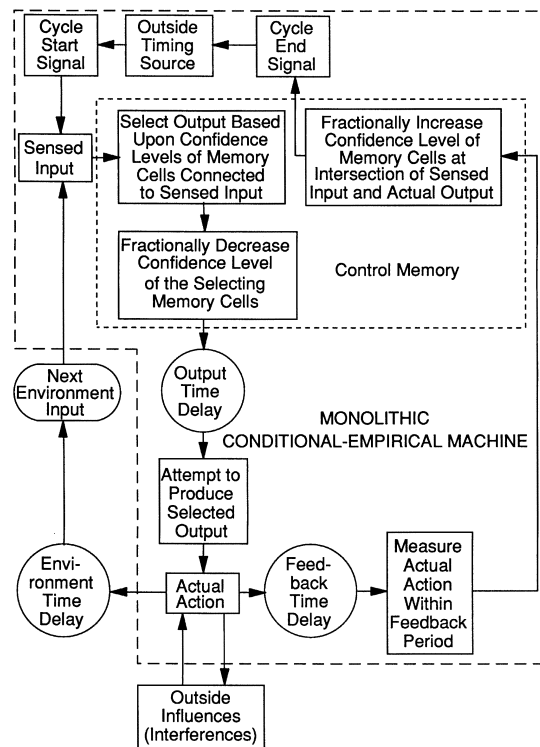 Cycle
Start
Signal
Outside
Timing
Source
Cycle
End
Signal
Sensed
Input
Select Output Based
Upon Confidence
Levels of Memory
Cells Connected
to Sensed Input
Fractionally Increase
Confidence Level of
Memory Cells at
Intersection of Sensed
Input and Actual Output
Fractionally Decrease
Confidence Level
of the Selecting
Memory Cells
Control Memory
Next
Environment
Input
Output
Time
Delay
MONOLITHIC
CONDITIONAL-EMPIRICAL MACHINE
Attempt to
Produce
Selected
Output
Envi-
ronment
Time
Delay
Actual
Action
Feed-
back
Time
Delay
Measure
Actual
Action
Within
Feedback
Period
Outside
Influences
(Interferences)